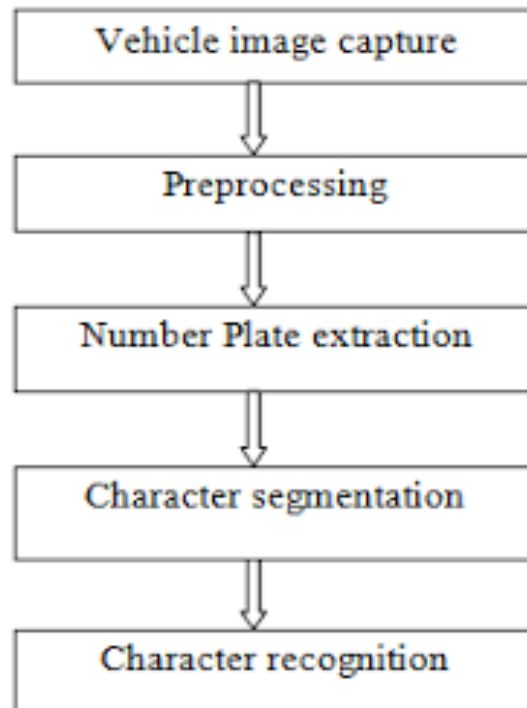 Vehicle image capture
Preprocessing
Number Plate extraction
Character segmentation
Character recognition